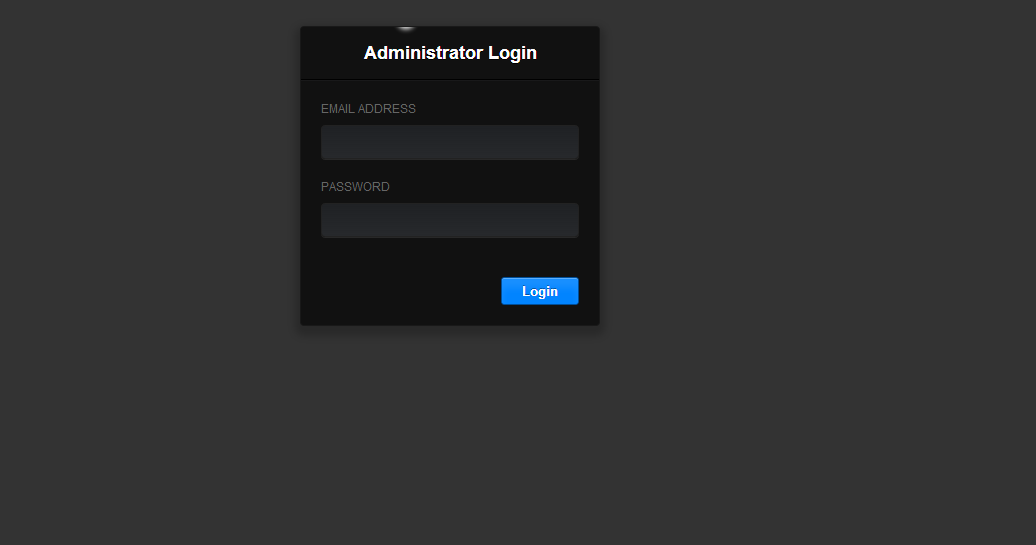 Administrator Login
EMAIL ADDRESS
PASSWORD
Login